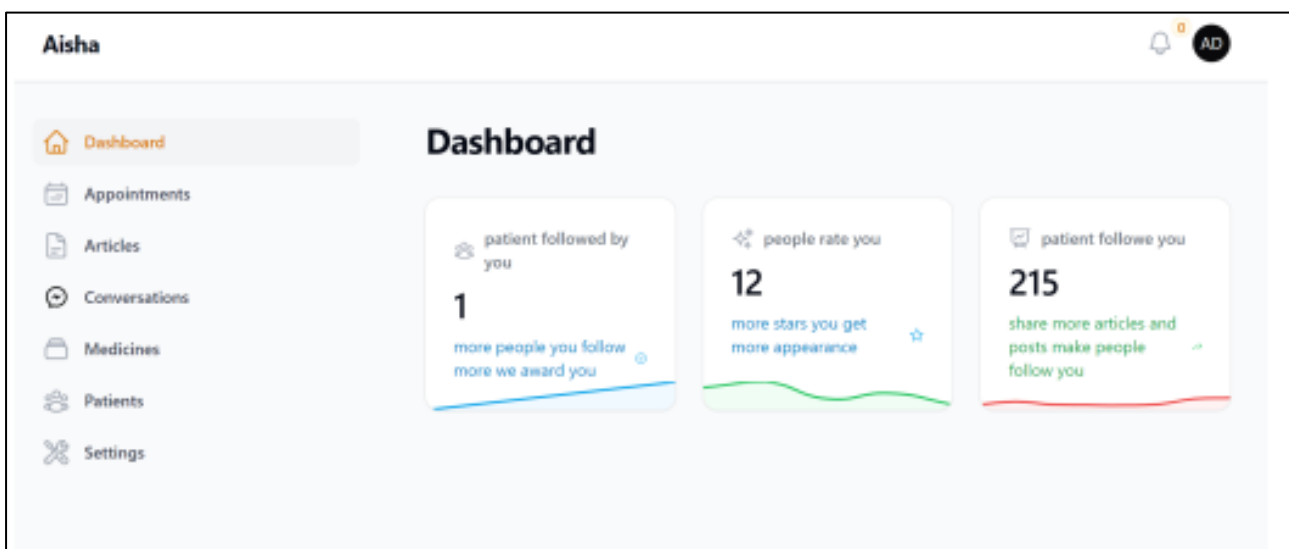 Aisha
0
AD
Dashboard
Appointments
Articles
Conversations
Medicines
Patients
Settings
Dashboard
patient followed by
you
1
more people you follow
more we award you
people rate you
12
more stars you get
more appearance
patient followe you
215
share more articles and
posts make people
follow you